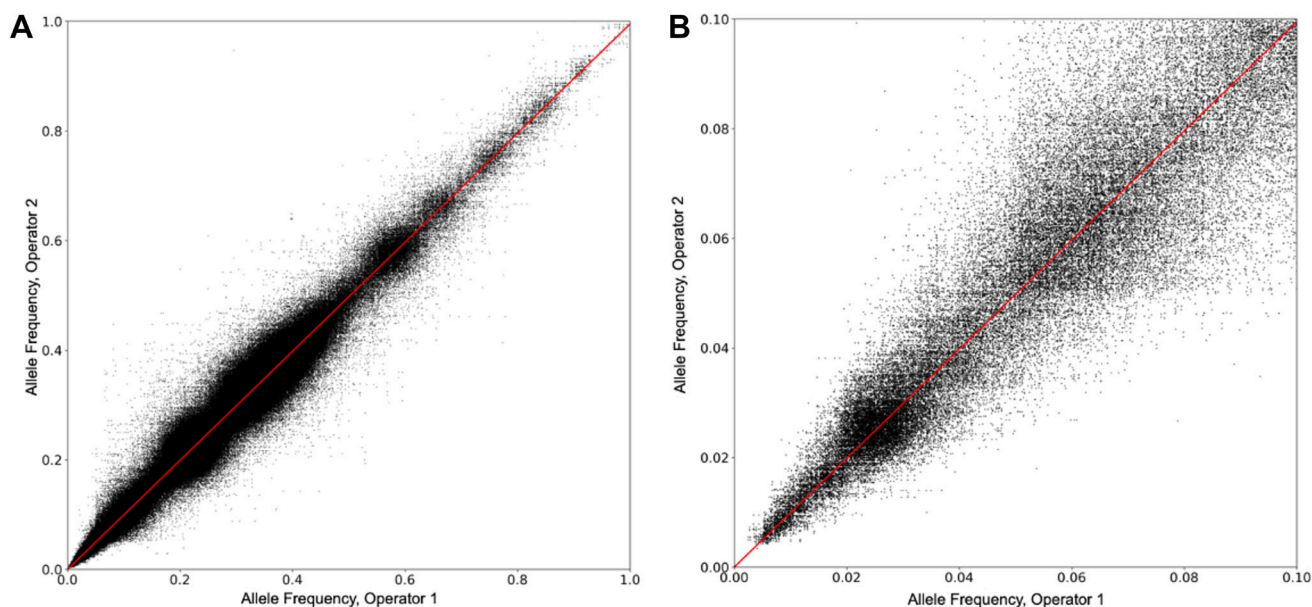 A
1.0
0.8
0.6
0.4
0.2
0.0
0.0 0.2 0.4 0.6 0.8 1.0
Allele Frequency, Operator 2
Allele Frequency, Operator 1
B
0.10
0.08
0.06
0.04
0.02
0.00
0.00 0.02 0.04 0.06 0.08 0.10
Allele Frequency, Operator 2
Allele Frequency, Operator 1